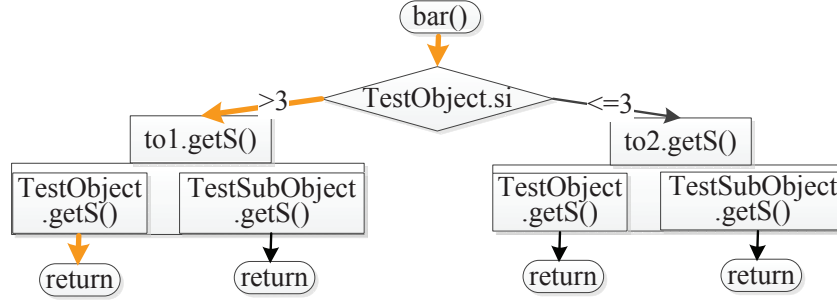 bar()
TestObject.si
>3
<=3
to1.getS()
to2.getS()
TestObject
.getS()
TestSubObject
.getS()
TestObject
.getS()
TestSubObject
.getS()
return
return
return
return